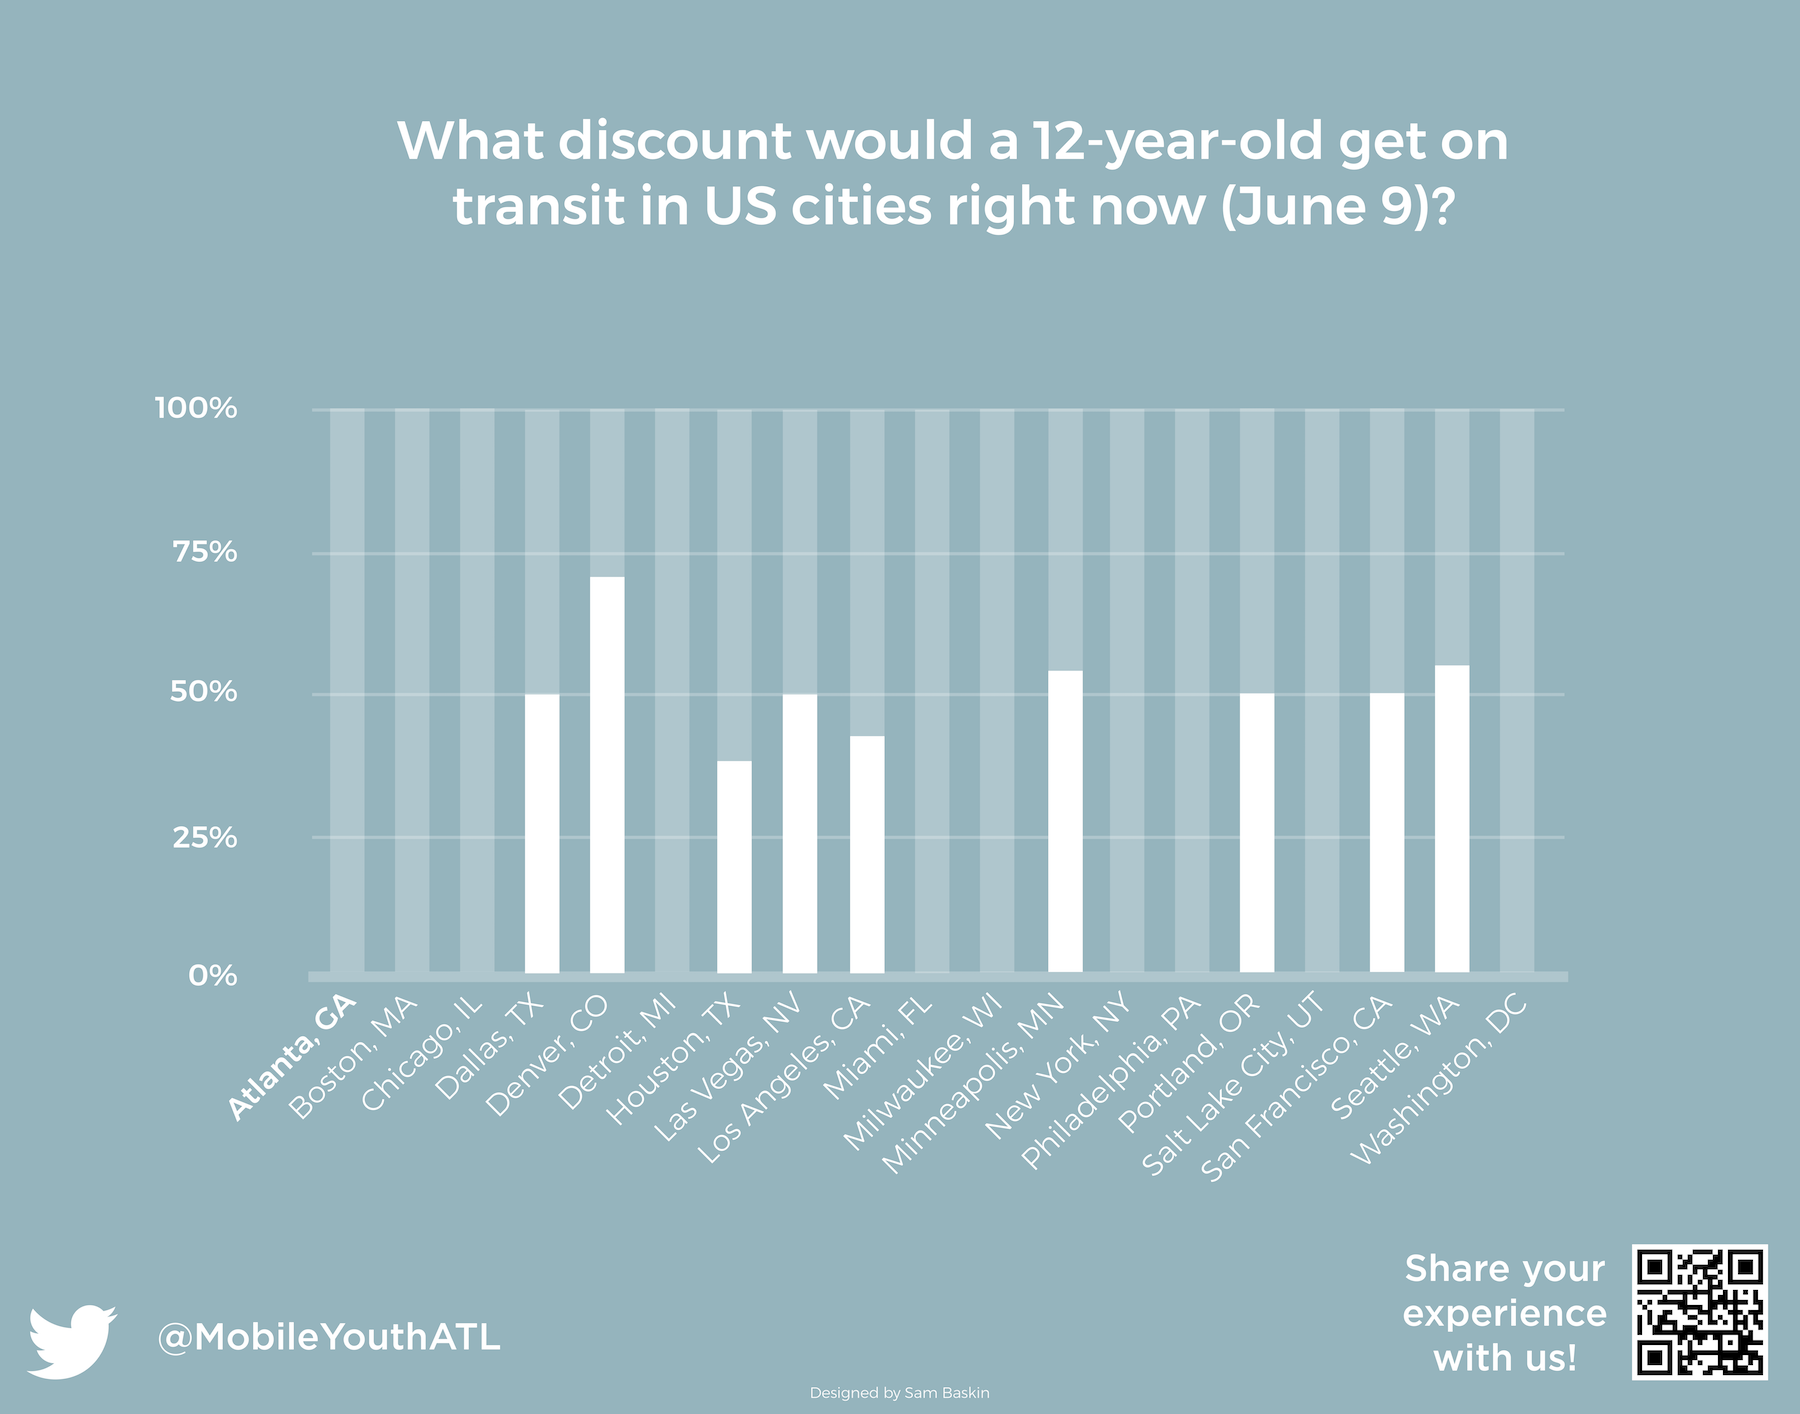 What discount would a 12-year-old get on
transit in US cities right now (June 9)?
100%
75%
50%
25%
0%
Atlanta, GA
Boston, MA
Chicago, IL
Dallas, TX
Denver, CO
Detroit, MI
Houston, TX
Las Vegas, NV
Los Angeles, CA
Miami, FL
Milwaukee, WI
Minneapolis, MN
New York, NY
Philadelphia, PA
Portland, OR
Salt Lake City, UT
San Francisco, CA
Seattle, WA
Washington, DC
@MobileYouthATL
Share your
experience
with us!
Designed by Sam Baskin